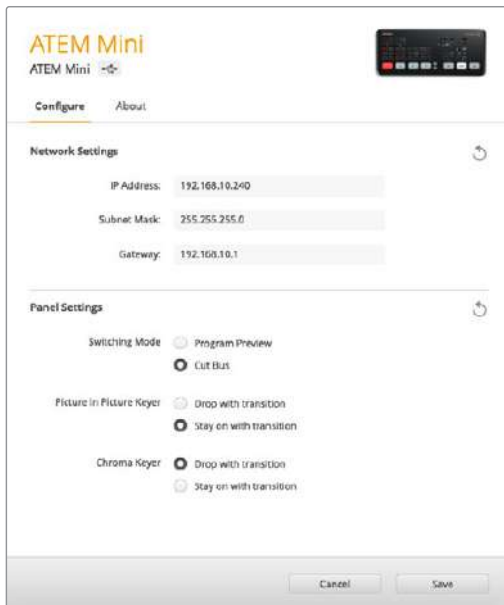 ATEM Mini
ATEM Mini
Configure About
Network Settings
IP Address: 192.168.10.240
Subnet Mask: 255.255.255.0
Gateway: 192.168.10.1
Panel Settings
Switching Mode Program Preview
Cut Bus
Picture In Picture Keyer Drop with transition
Stay on with transition
Chroma Keyer Drop with transition
Stay on with transition
Cancel Save